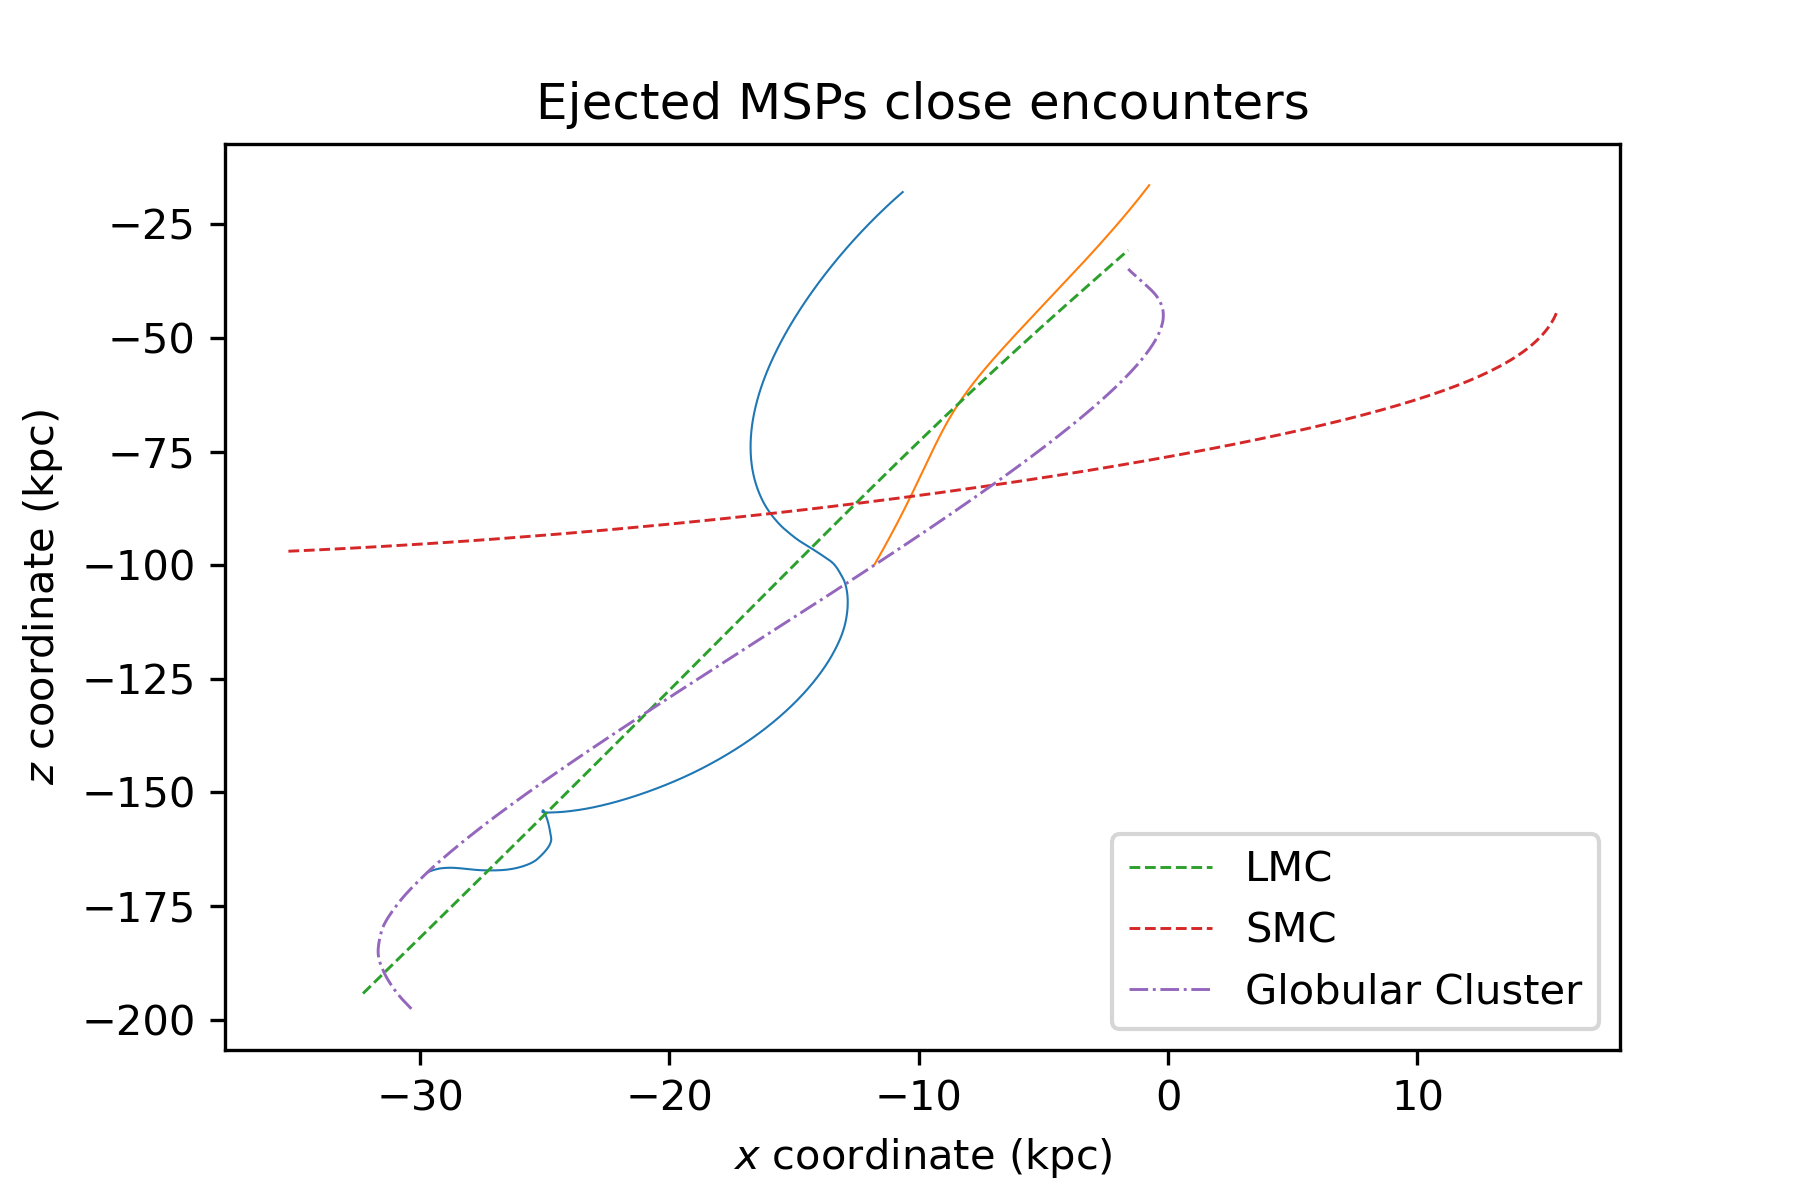 Ejected MSPs close encounters
z coordinate (kpc)
−25
−50
−75
−100
−125
−150
−175
−200
LMC
SMC
Globular Cluster
−30 −20 −10 0 10
x coordinate (kpc)